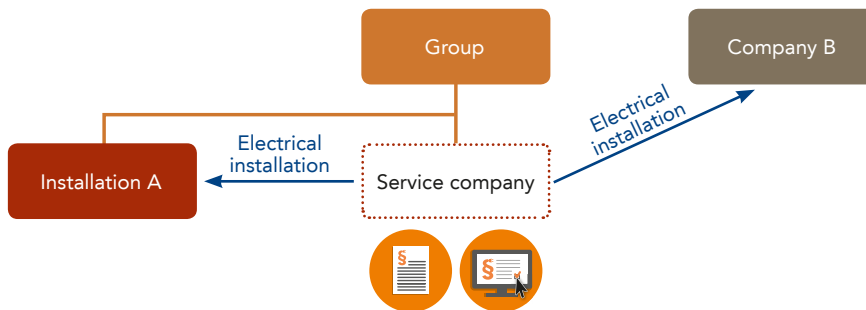 Group
Company B
Electrical
installation
Electrical
installation
Installation A
Service company
§
§